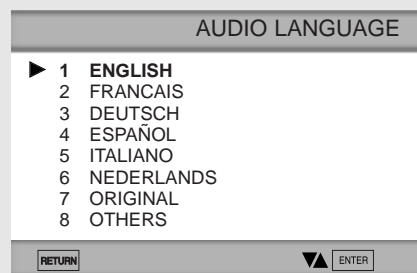 AUDIO LANGUAGE
1 ENGLISH
2 FRANCAIS
3 DEUTSCH
4 ESPAÑOL
5 ITALIANO
6 NEDERLANDS
7 ORIGINAL
8 OTHERS
RETURN ENTER